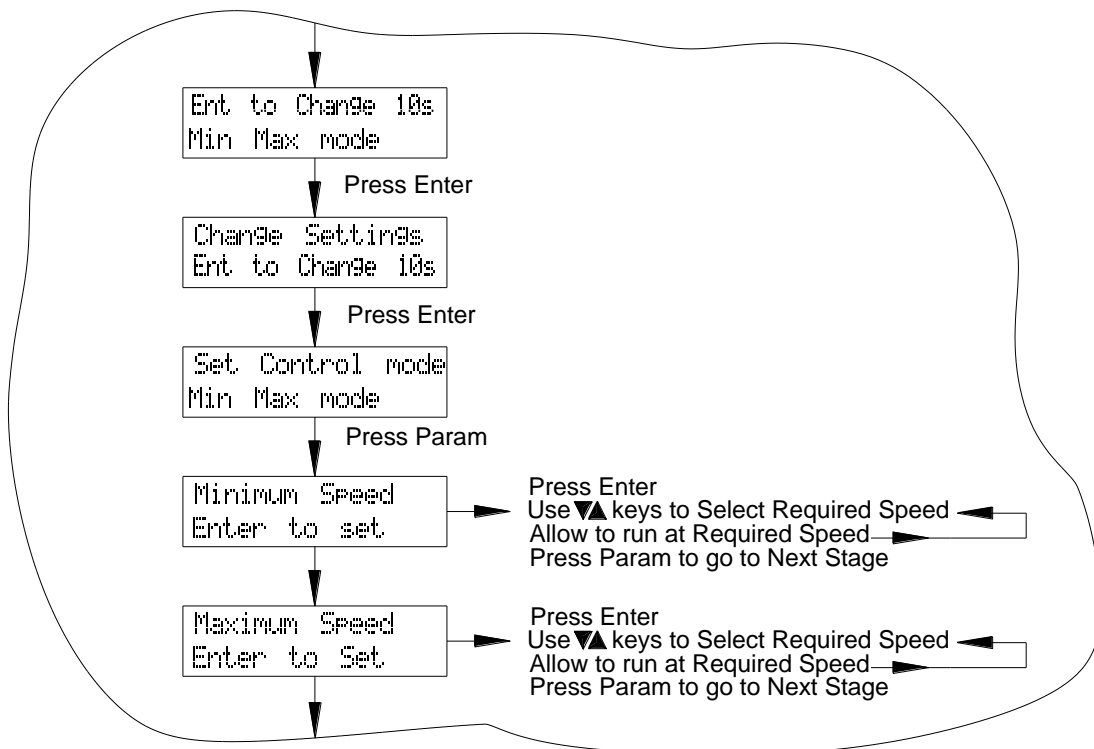 Ent to Change 10s
Min Max mode
Press Enter
Change Settings
Ent to Change 10s
Press Enter
Set Control mode
Min Max mode
Press Param
Minimum Speed
Enter to set
Press Enter
Use ▼▲ keys to Select Required Speed
Allow to run at Required Speed
Press Param to go to Next Stage
Maximum Speed
Enter to Set
Press Enter
Use ▼▲ keys to Select Required Speed
Allow to run at Required Speed
Press Param to go to Next Stage